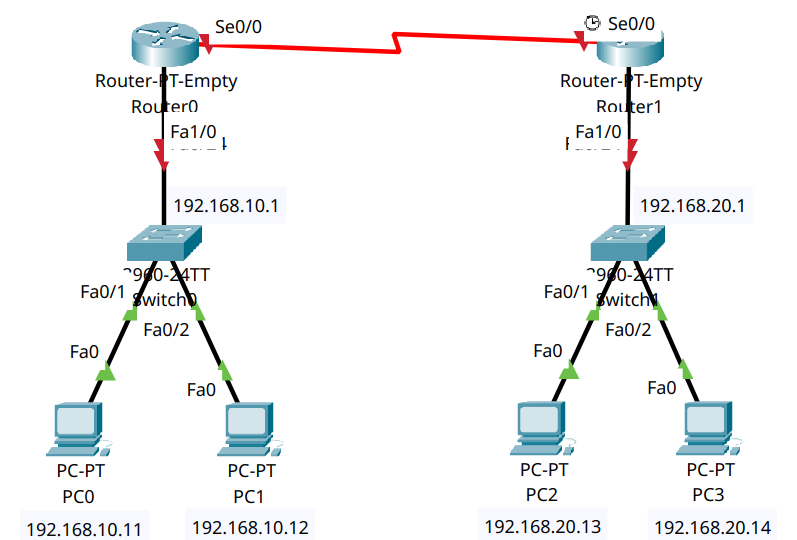 Se0/0
Se0/0
Router-PT-Empty
Router0
Router-PT-Empty
Router1
Fa1/0
Fa1/0
192.168.10.1
192.168.20.1
2960-24TT
Switch0
2960-24TT
Switch1
Fa0/1
Fa0/2
Fa0/1
Fa0/2
Fa0
Fa0
Fa0
Fa0
PC-PT
PC0
PC-PT
PC1
PC-PT
PC2
PC-PT
PC3
192.168.10.11
192.168.10.12
192.168.20.13
192.168.20.14